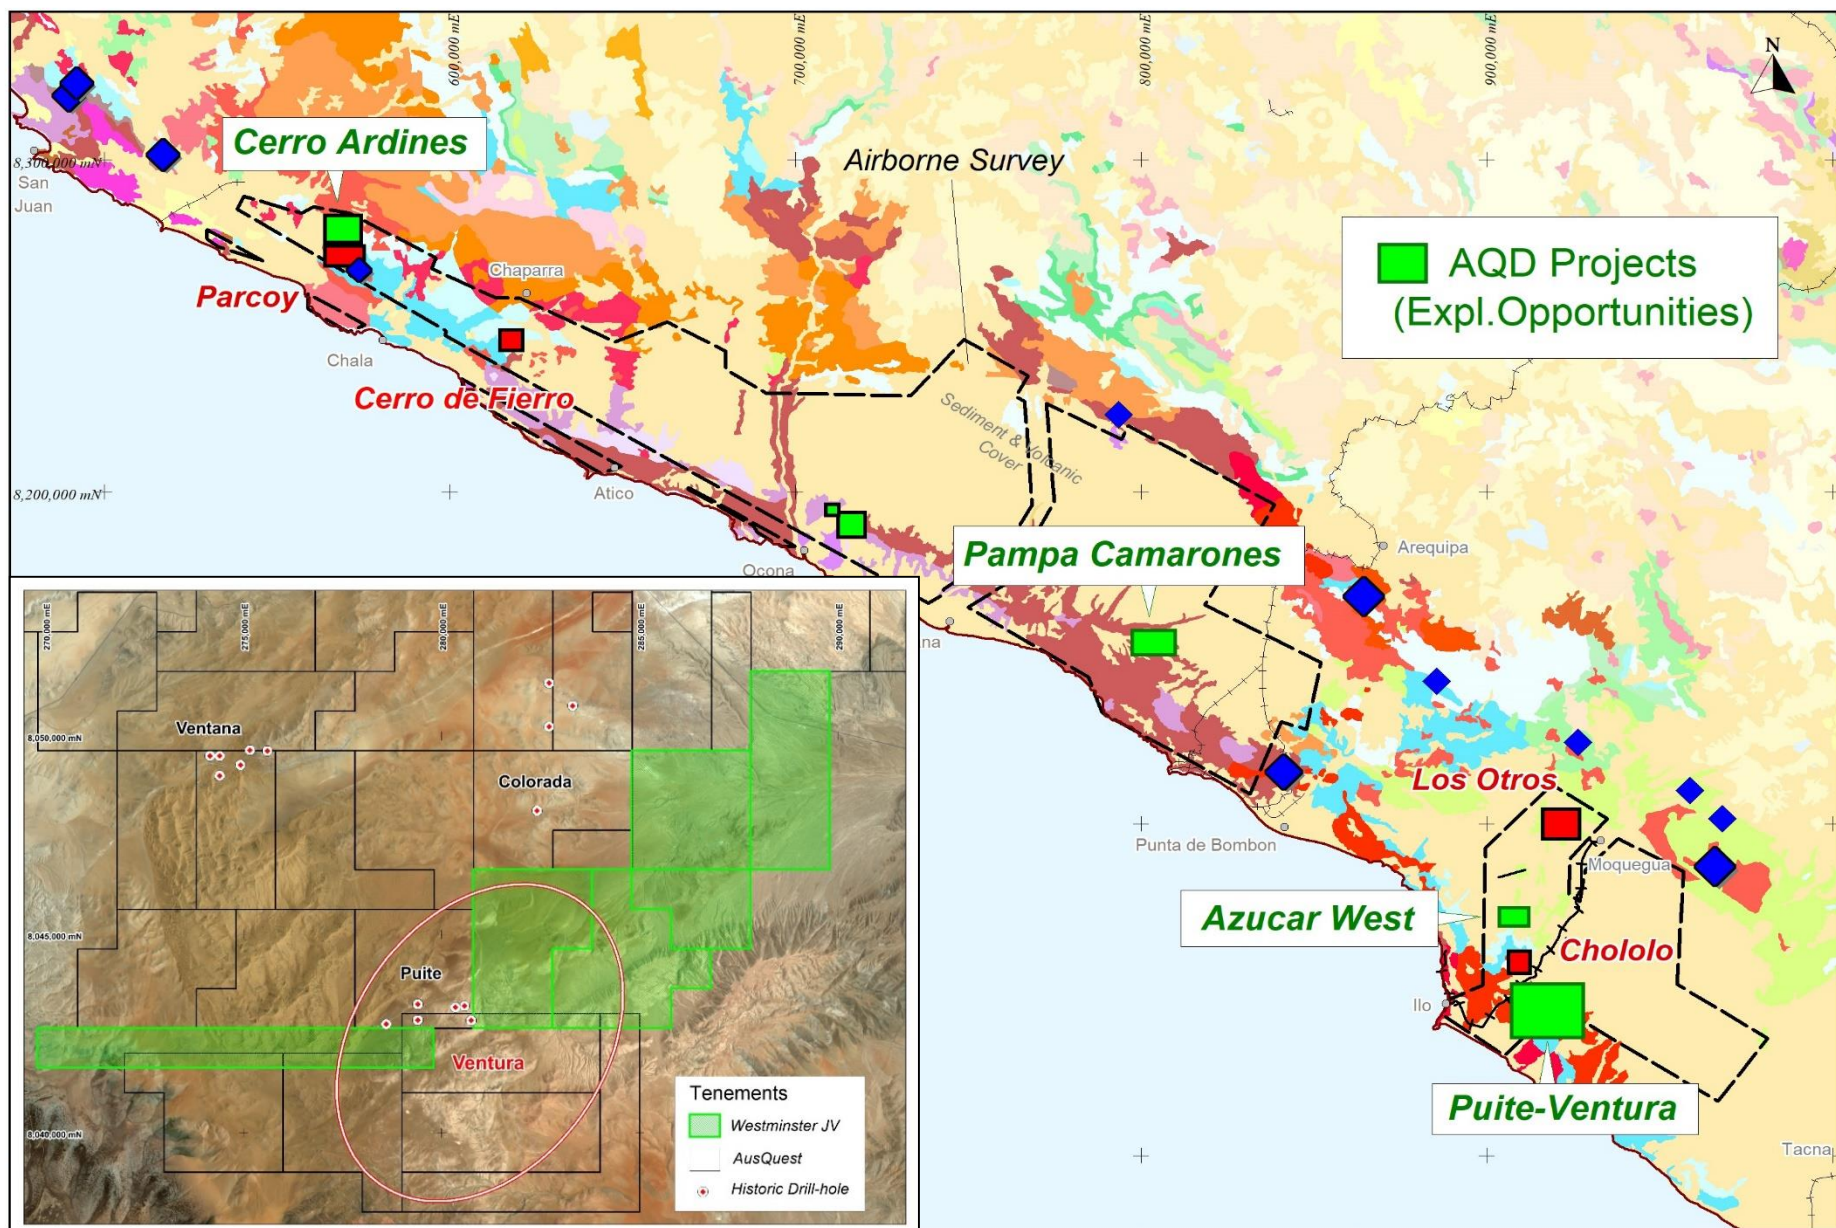 600,000 mE
700,000 mE
800,000 mE
900,000 mE
N
Cerro Ardines
8,300,000 mN
San
Juan
Airborne Survey
AQD Projects
(Expl.Opportunities)
Chaparra
Parcoy
Chala
Cerro de Fierro
Sediment & Volcanic
Cover
8,200,000 mN
Atico
Pampa Camarones
Arequipa
Ocona
na
Los Otros
Punta de Bombon
Moquegua
Azucar West
Chololo
Ilo
Puite-Ventura
Tacna
270,000 mE
275,000 mE
280,000 mE
285,000 mE
290,000 mE
Ventana
8,050,000 mN
Colorada
8,045,000 mN
Puite
Ventura
8,040,000 mN
Tenements
Westminster JV
AusQuest
Historic Drill-hole